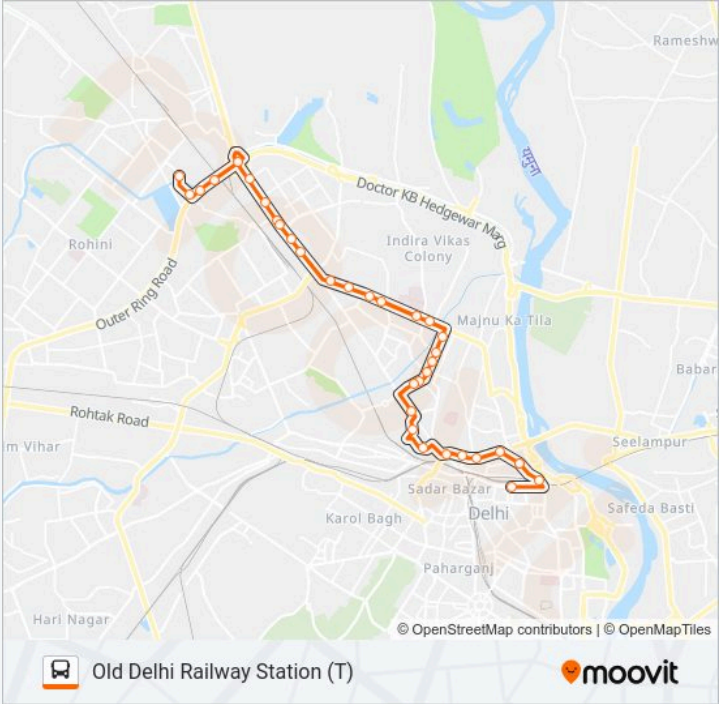 Rameshw
यमुना
Doctor KB Hedgewar Marg
Rohini
Indira Vikas
Colony
Outer Ring Road
Majnu Ka Tila
Babar
Rohtak Road
lm Vihar
Seelampur
Sadar Bazar
Karol Bagh
Delhi
Safeda Basti
Paharganj
Hari Nagar
© OpenStreetMap contributors | © OpenMapTiles
Old Delhi Railway Station (T)
moovit